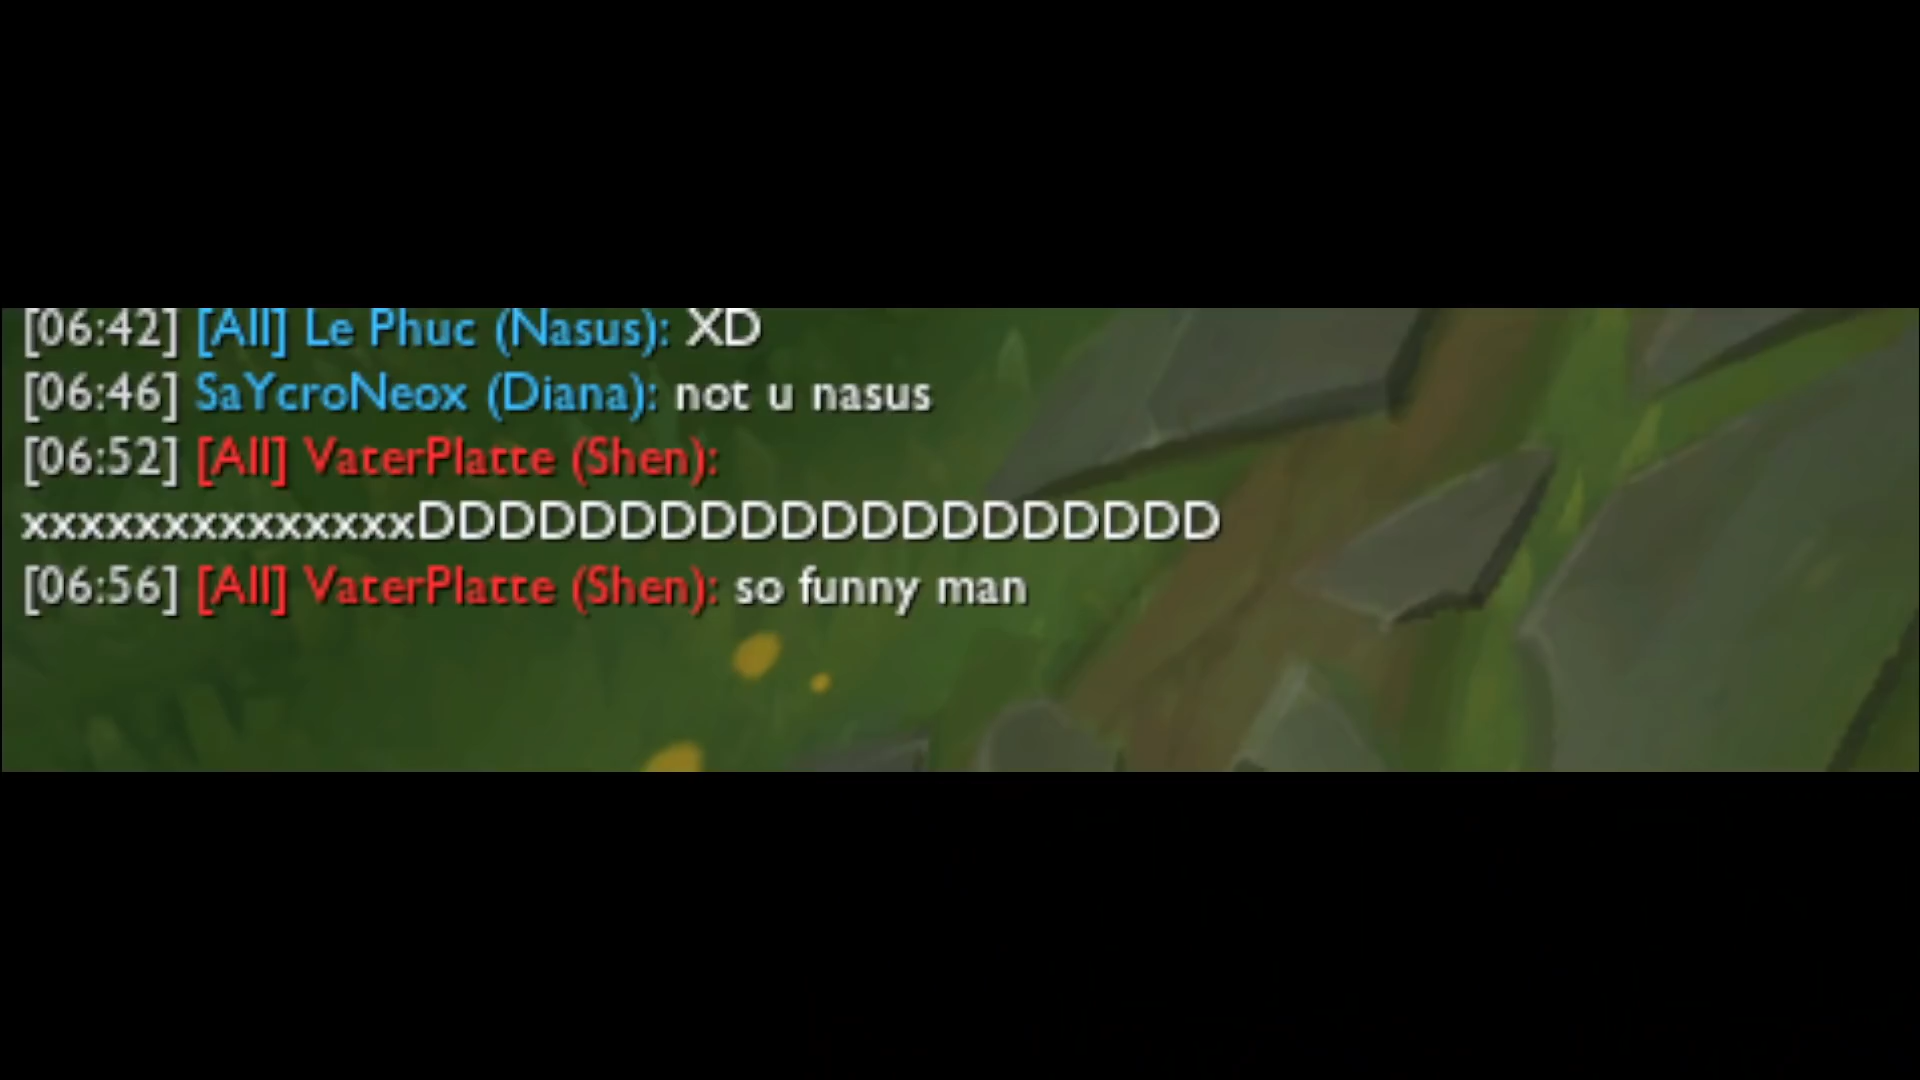 [06:42] [All] Le Phuc (Nasus): XD
[06:46] SaYcroNeox (Diana): not u nasus
[06:52] [All] VaterPlatte (Shen):
xxxxxxxxxxxxxxDDDDDDDDDDDDDDDDDDDD
[06:56] [All] VaterPlatte (Shen): so funny man